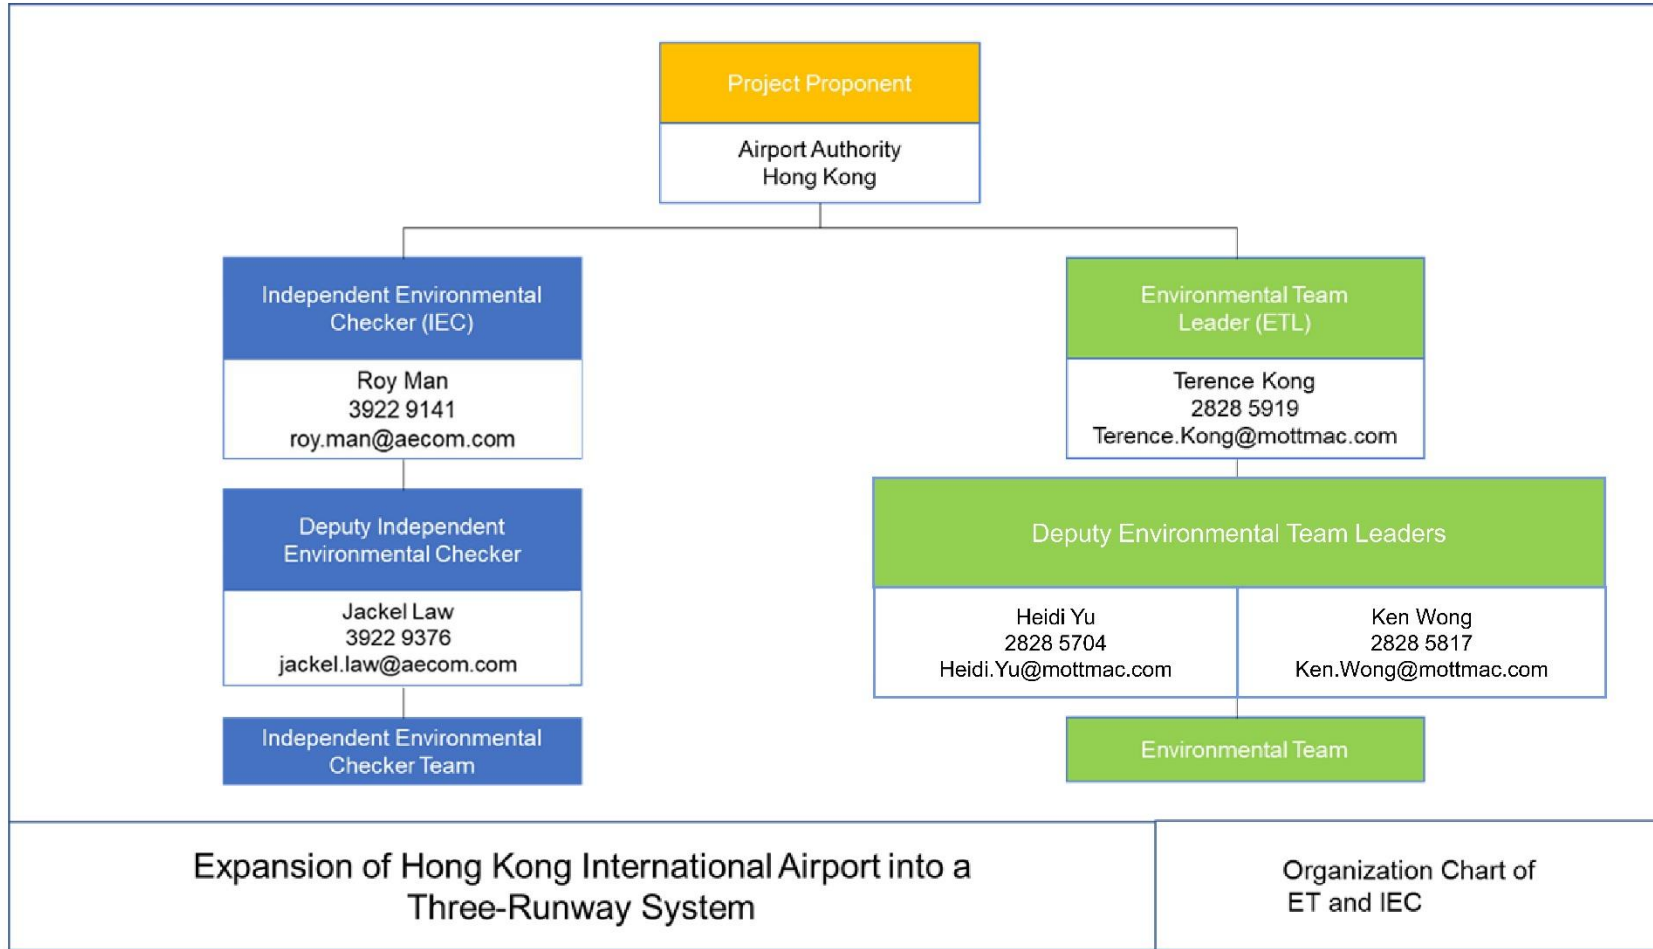 Project Proponent
Airport Authority
Hong Kong
Independent Environmental
Checker (IEC)
Roy Man
3922 9141
roy.man@aecom.com
Environmental Team
Leader (ETL)
Terence Kong
2828 5919
Terence.Kong@mottmac.com
Deputy Independent
Environmental Checker
Jackel Law
3922 9376
jackel.law@aecom.com
Deputy Environmental Team Leaders
Heidi Yu
2828 5704
Heidi.Yu@mottmac.com
Ken Wong
2828 5817
Ken.Wong@mottmac.com
Independent Environmental
Checker Team
Environmental Team
Expansion of Hong Kong International Airport into a
Three-Runway System
Organization Chart of
ET and IEC